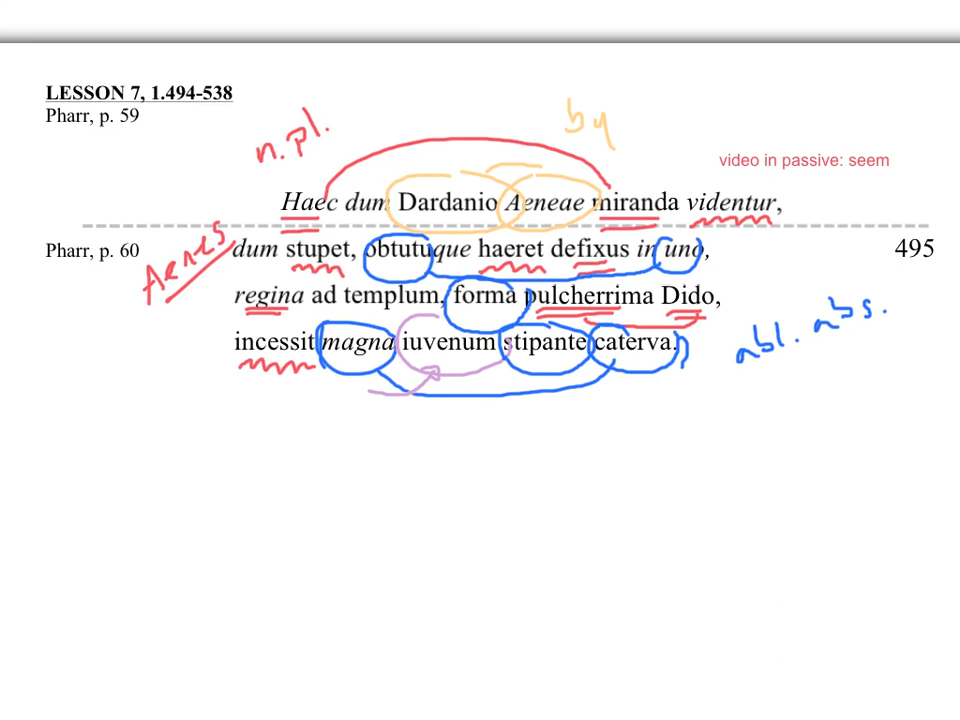 LESSON 7, 1.494-538
Pharr, p. 59
by
n. pl.
video in passive: seem
Haec dum Dardanio Aeneae miranda videntur,
Pharr, p. 60
Aeneas
dum stupet, obtutuque haeret defixus in uno, 495
regina ad templum, forma pulcherrima Dido,
incessit magna iuvenum stipante caterva.
abl. abs.